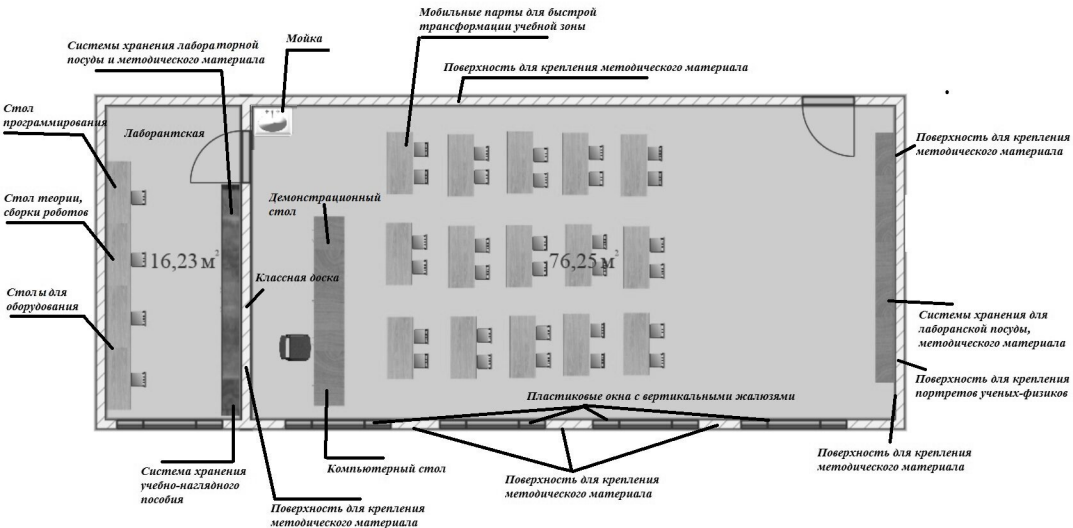 Мобильные парты для быстрой
трансформации учебной зоны
Системы хранения лабораторной
посуды и методического материала
Мойка
Поверхность для крепления методического материала
Стол
программирования
Лаборантская
Поверхность для крепления
методического материала
Стол теории,
сборки роботов
Демонстрационный
стол
16,23 м²
76,25 м²
Классная доска
Столы для
оборудования
Системы хранения для
лаборанской посуды,
методического материала
Поверхность для крепления
портретов ученых-физиков
Пластиковые окна с вертикальными жалюзями
Система хранения
учебно-наглядного
пособия
Компьютерный стол
Поверхность для крепления
методического материала
Поверхность для крепления
методического материала
Поверхность для крепления
методического материала